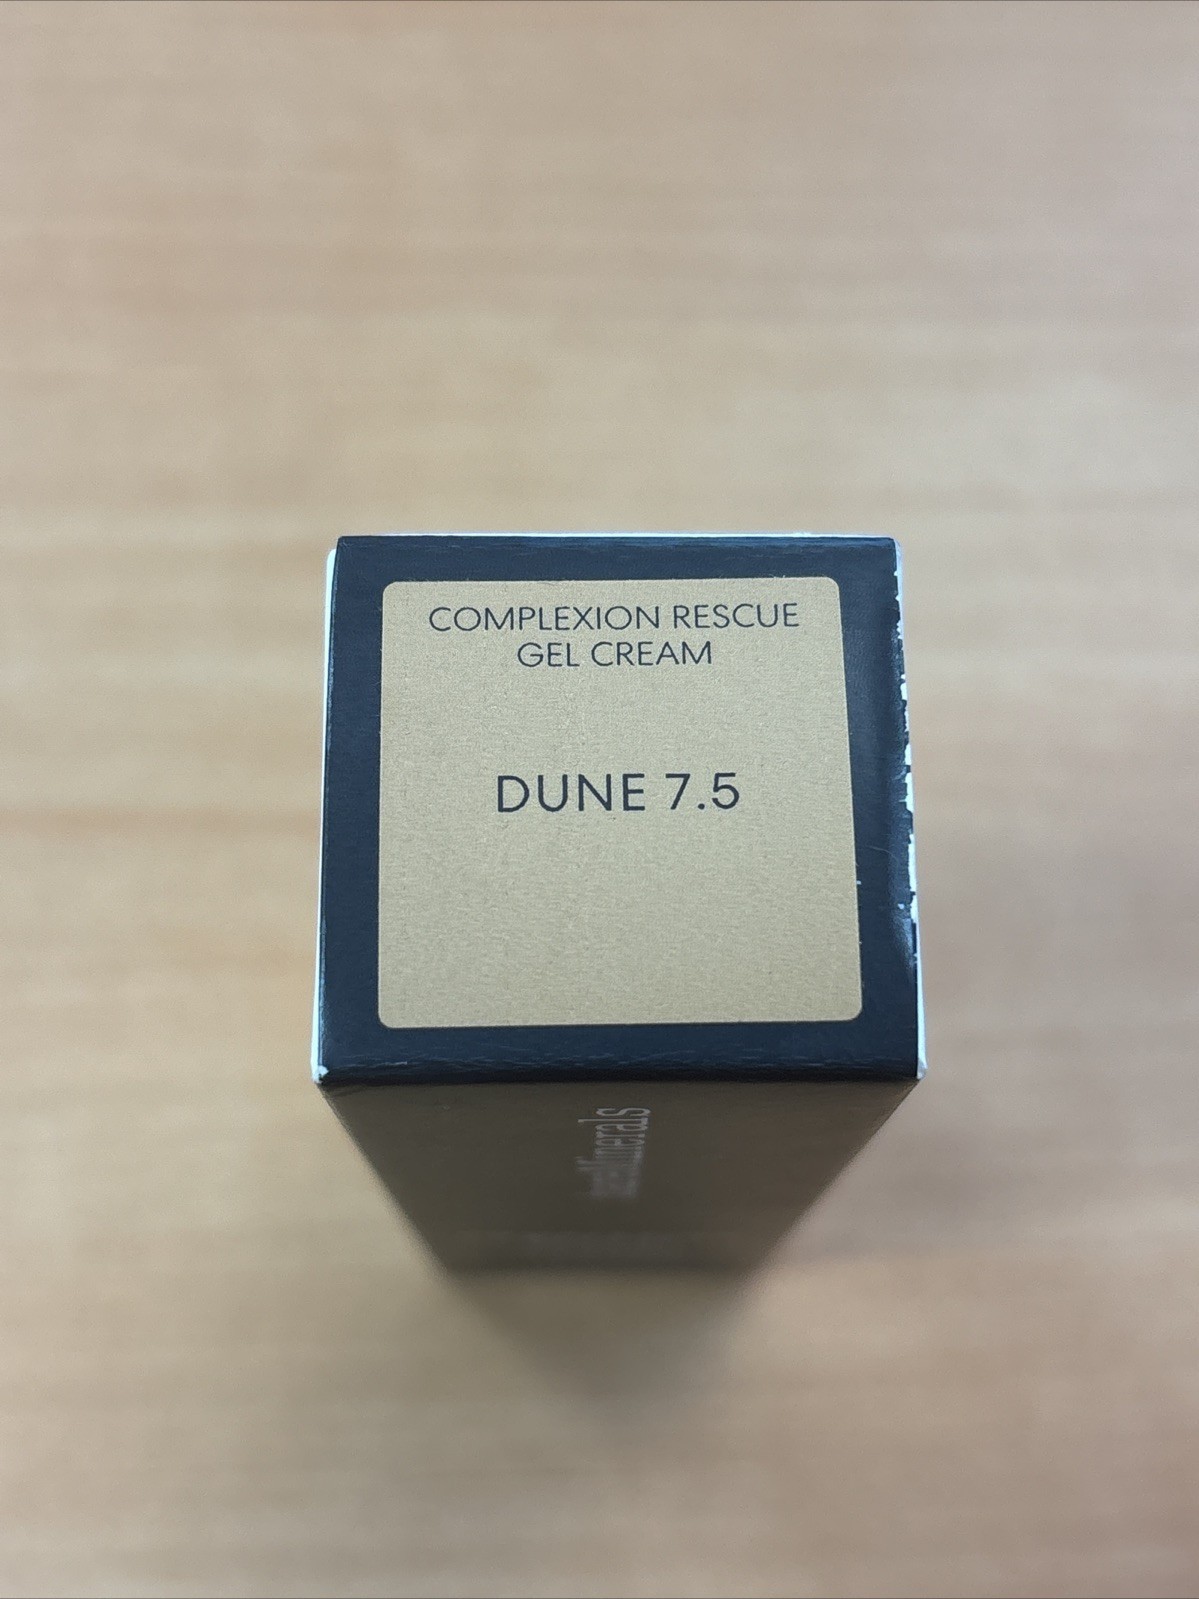 COMPLEXION RESCUE
GEL CREAM
DUNE 7.5
bareMinerals